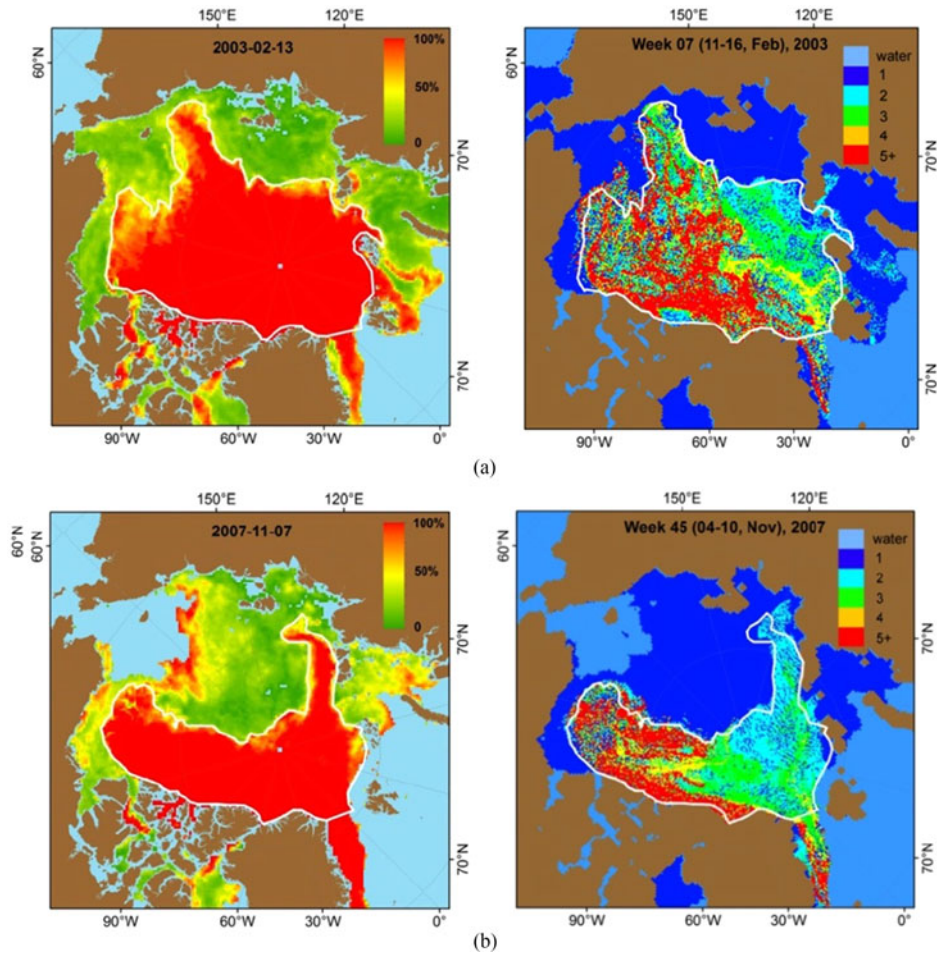 150°E 120°E 150°E 120°E
60°N 2003-02-13 100% 50% 0 70°N 70°N 90°W 60°W 30°W 0°
60°N Week 07 (11-16, Feb), 2003 water 1 2 3 4 5+ 70°N 70°N 90°W 60°W 30°W 0°
(a)
150°E 120°E 150°E 120°E
60°N 60°N 2007-11-07 100% 50% 0 70°N 70°N 90°W 60°W 30°W 0°
60°N Week 45 (04-10, Nov), 2007 water 1 2 3 4 5+ 70°N 70°N 90°W 60°W 30°W 0°
(b)